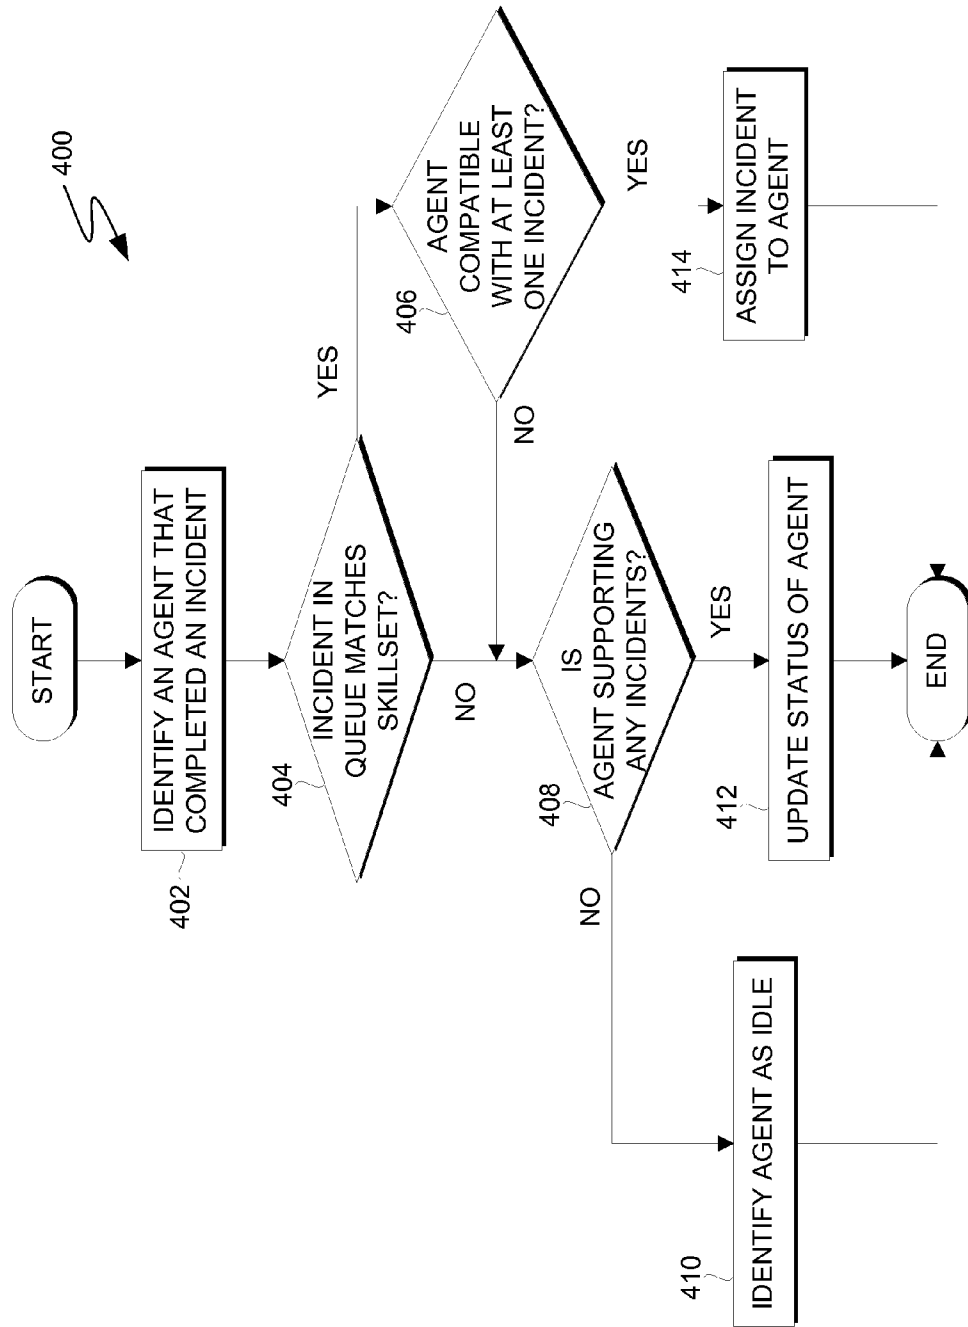 400
START
IDENTIFY AN AGENT THAT
COMPLETED AN INCIDENT
402
INCIDENT IN
QUEUE MATCHES
SKILLSET?
404
YES
NO
AGENT
COMPATIBLE
WITH AT LEAST
ONE INCIDENT?
406
NO
YES
IS
AGENT SUPPORTING
ANY INCIDENTS?
408
NO
YES
IDENTIFY AGENT AS IDLE
410
UPDATE STATUS OF AGENT
412
ASSIGN INCIDENT
TO AGENT
414
END